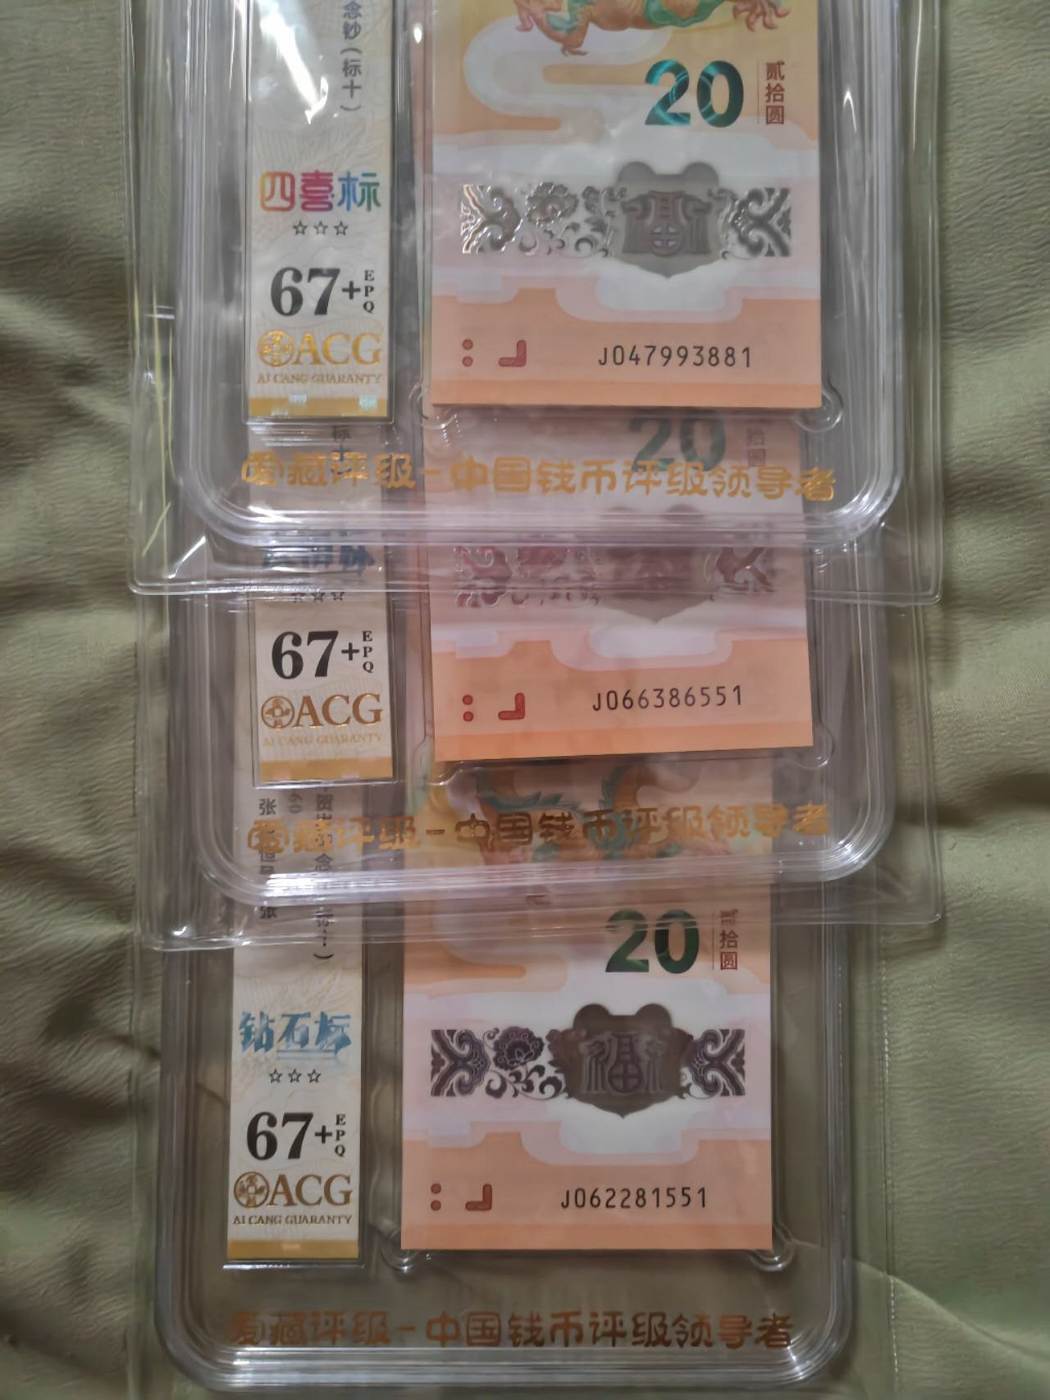 念钞（标十）
四喜标
☆☆☆
67+EPQ
ACG
AI CANG GUARANTY
20
贰拾圆
福
J047993881
爱藏评级-中国钱币评级领导者
20
67+EPQ
ACG
AI CANG GUARANTY
J066386551
爱藏评级-中国钱币评级领导者
钻石标
☆☆☆
67+EPQ
ACG
AI CANG GUARANTY
20
贰拾圆
福
J062281551
爱藏评级-中国钱币评级领导者